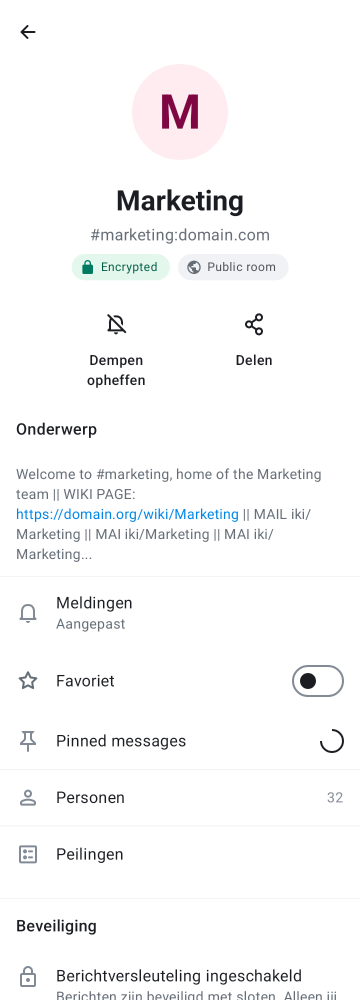 M
Marketing
#marketing:domain.com
Encrypted
Public room
Dempen
opheffen
Delen
Onderwerp
Welcome to #marketing, home of the Marketing
team || WIKI PAGE:
https://domain.org/wiki/Marketing || MAIL iki/
Marketing || MAI iki/Marketing || MAI iki/
Marketing...
Meldingen
Aangepast
Favoriet
Pinned messages
Personen
32
Peilingen
Beveiliging
Berichtversleuteling ingeschakeld
Berichten zijn beveiligd met sloten. Alleen jij